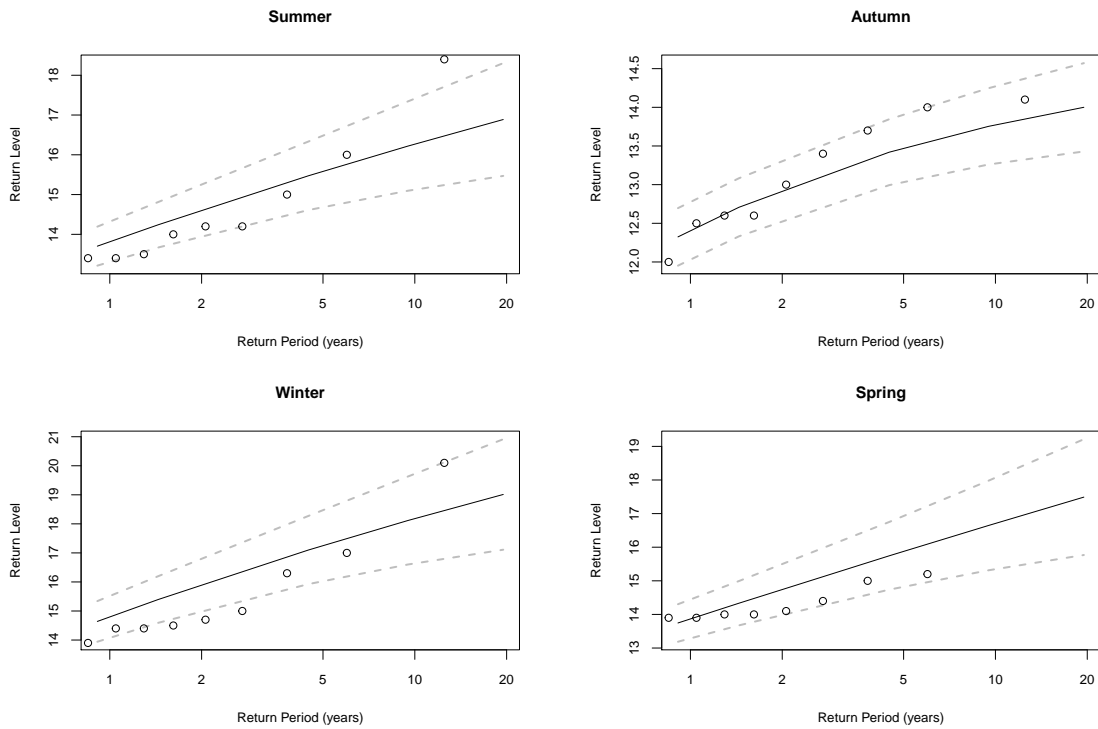 Summer
Return Level
14 15 16 17 18
1 2 5 10 20
Return Period (years)
Autumn
Return Level
12.0 12.5 13.0 13.5 14.0 14.5
1 2 5 10 20
Return Period (years)
Winter
Return Level
14 15 16 17 18 19 20 21
1 2 5 10 20
Return Period (years)
Spring
Return Level
13 14 15 16 17 18 19
1 2 5 10 20
Return Period (years)